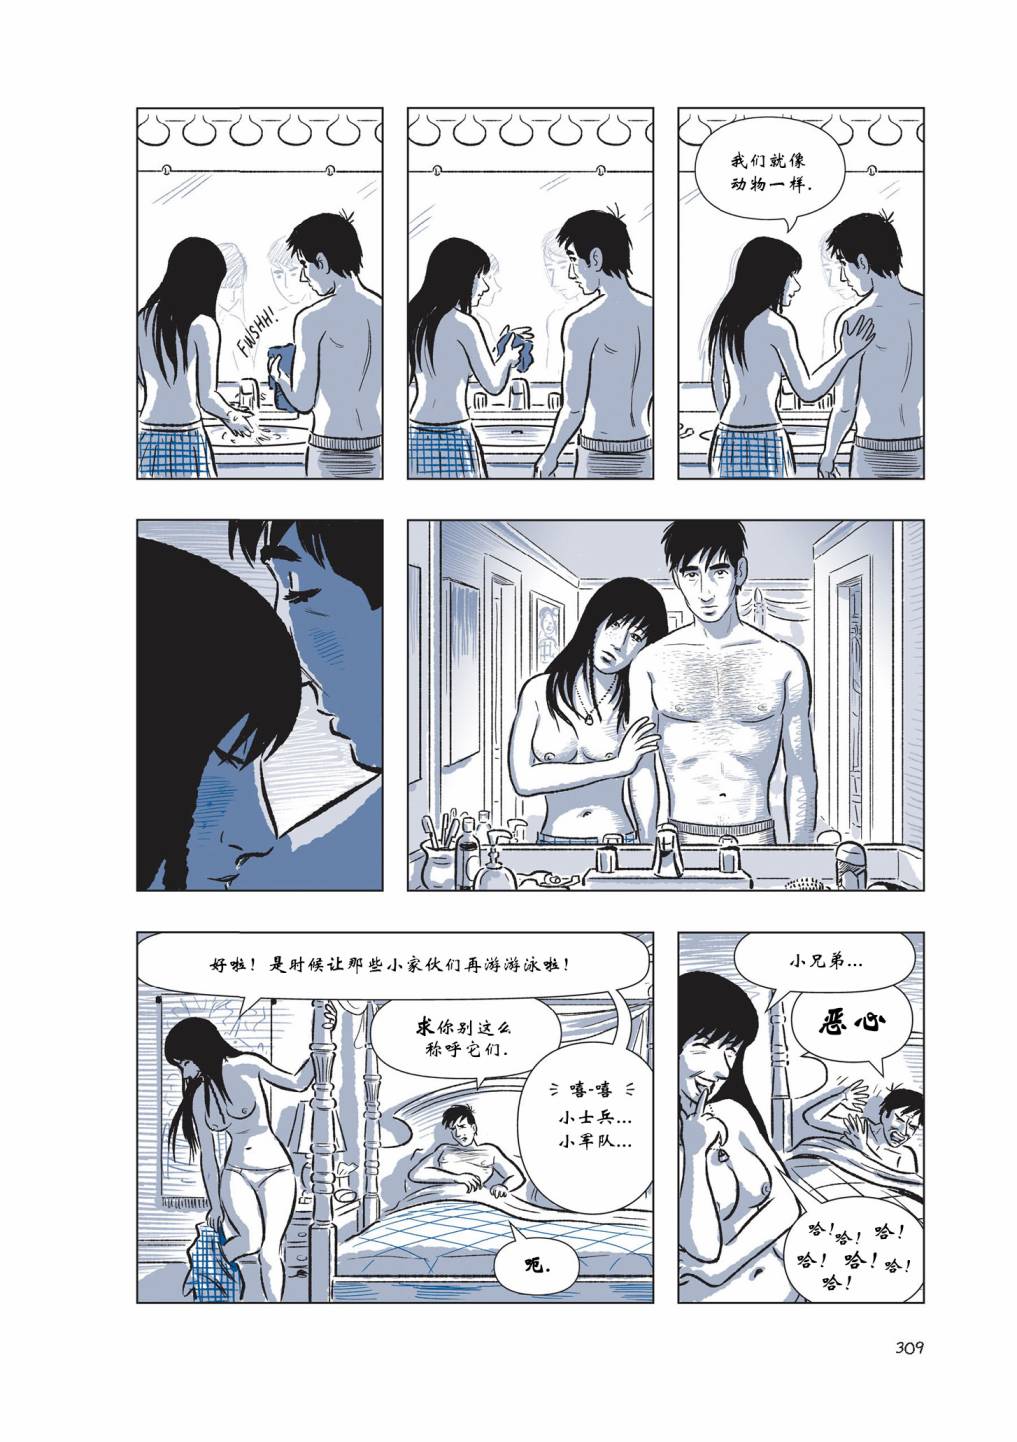 我们就像
动物一样.
FWSHH!
好啦！是时候让那些小家伙们再游游泳啦！
求你别这么
称呼它们.
嘻-嘻
小士兵...
小军队...
呃.
小兄弟...
恶心
哈！哈！哈！
哈！哈！哈！
哈！
309